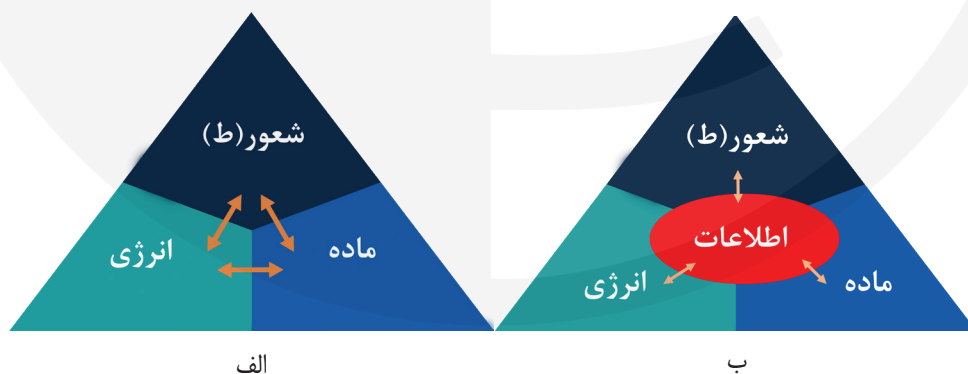 شعور(ط)
انرژی
ماده
الف
شعور(ط)
اطلاعات
انرژی
ماده
ب